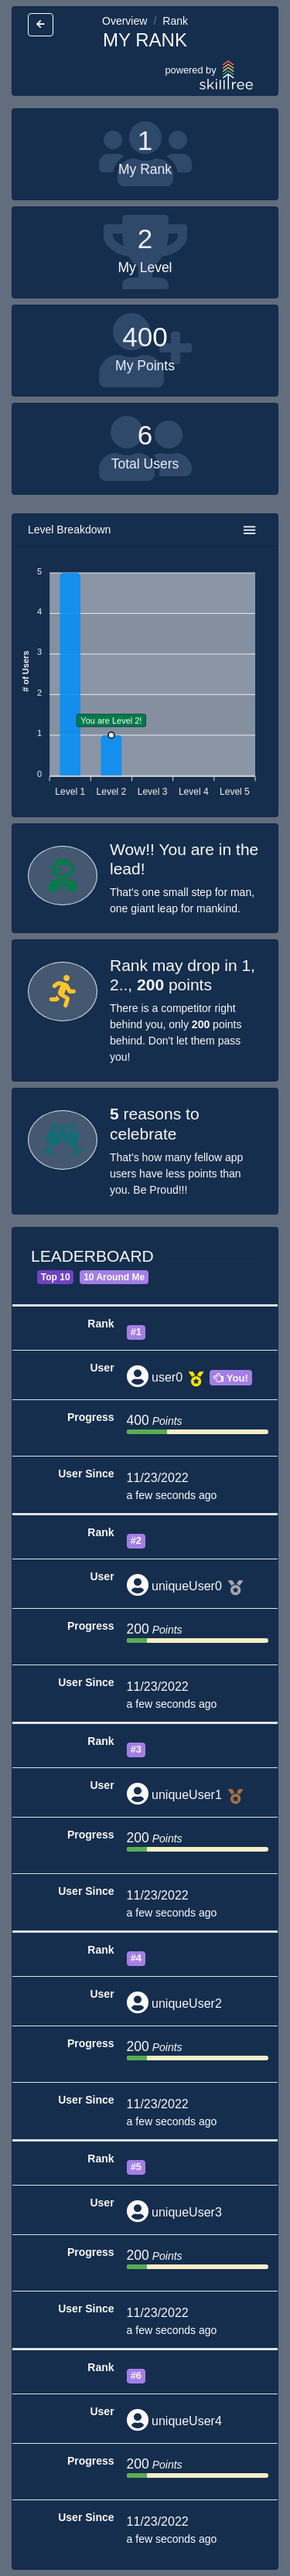 Overview / Rank
MY RANK
powered by
skilltree
1
My Rank
2
My Level
400
My Points
6
Total Users
Level Breakdown
5
4
3
2
1
0
# of Users
You are Level 2!
Level 1 Level 2 Level 3 Level 4 Level 5
Wow!! You are in the
lead!
That's one small step for man,
one giant leap for mankind.
Rank may drop in 1,
2.., 200 points
There is a competitor right
behind you, only 200 points
behind. Don't let them pass
you!
5 reasons to
celebrate
That's how many fellow app
users have less points than
you. Be Proud!!!
LEADERBOARD
Top 10 10 Around Me
Rank
#1
User
user0 You!
Progress
400 Points
User Since
11/23/2022
a few seconds ago
Rank
#2
User
uniqueUser0
Progress
200 Points
User Since
11/23/2022
a few seconds ago
Rank
#3
User
uniqueUser1
Progress
200 Points
User Since
11/23/2022
a few seconds ago
Rank
#4
User
uniqueUser2
Progress
200 Points
User Since
11/23/2022
a few seconds ago
Rank
#5
User
uniqueUser3
Progress
200 Points
User Since
11/23/2022
a few seconds ago
Rank
#6
User
uniqueUser4
Progress
200 Points
User Since
11/23/2022
a few seconds ago